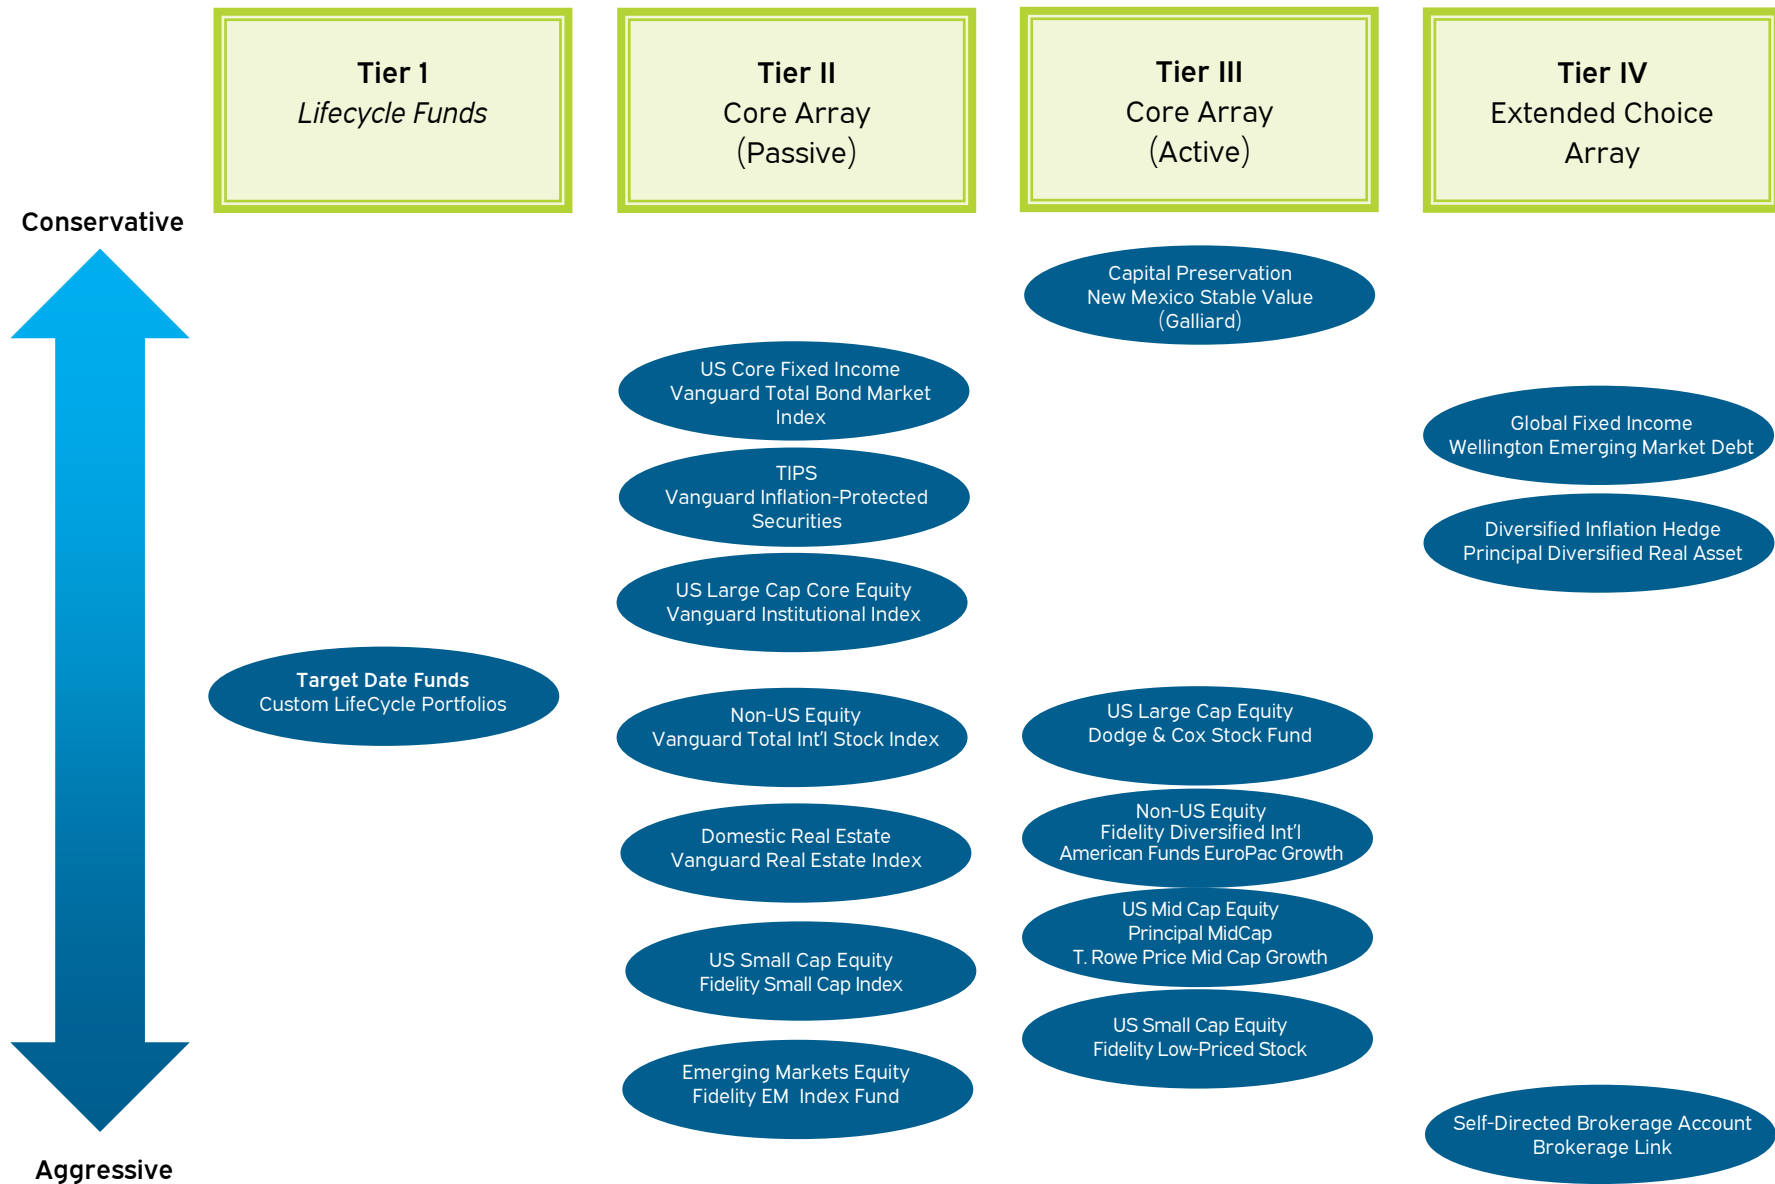 Tier 1
Lifecycle Funds
Tier II
Core Array
(Passive)
Tier III
Core Array
(Active)
Tier IV
Extended Choice
Array
Conservative
Aggressive
Target Date Funds
Custom LifeCycle Portfolios
US Core Fixed Income
Vanguard Total Bond Market
Index
TIPS
Vanguard Inflation-Protected
Securities
US Large Cap Core Equity
Vanguard Institutional Index
Non-US Equity
Vanguard Total Int'l Stock Index
Domestic Real Estate
Vanguard Real Estate Index
US Small Cap Equity
Fidelity Small Cap Index
Emerging Markets Equity
Fidelity EM  Index Fund
Capital Preservation
New Mexico Stable Value
(Galliard)
US Large Cap Equity
Dodge & Cox Stock Fund
Non-US Equity
Fidelity Diversified Int'l
American Funds EuroPac Growth
US Mid Cap Equity
Principal MidCap
T. Rowe Price Mid Cap Growth
US Small Cap Equity
Fidelity Low-Priced Stock
Global Fixed Income
Wellington Emerging Market Debt
Diversified Inflation Hedge
Principal Diversified Real Asset
Self-Directed Brokerage Account
Brokerage Link